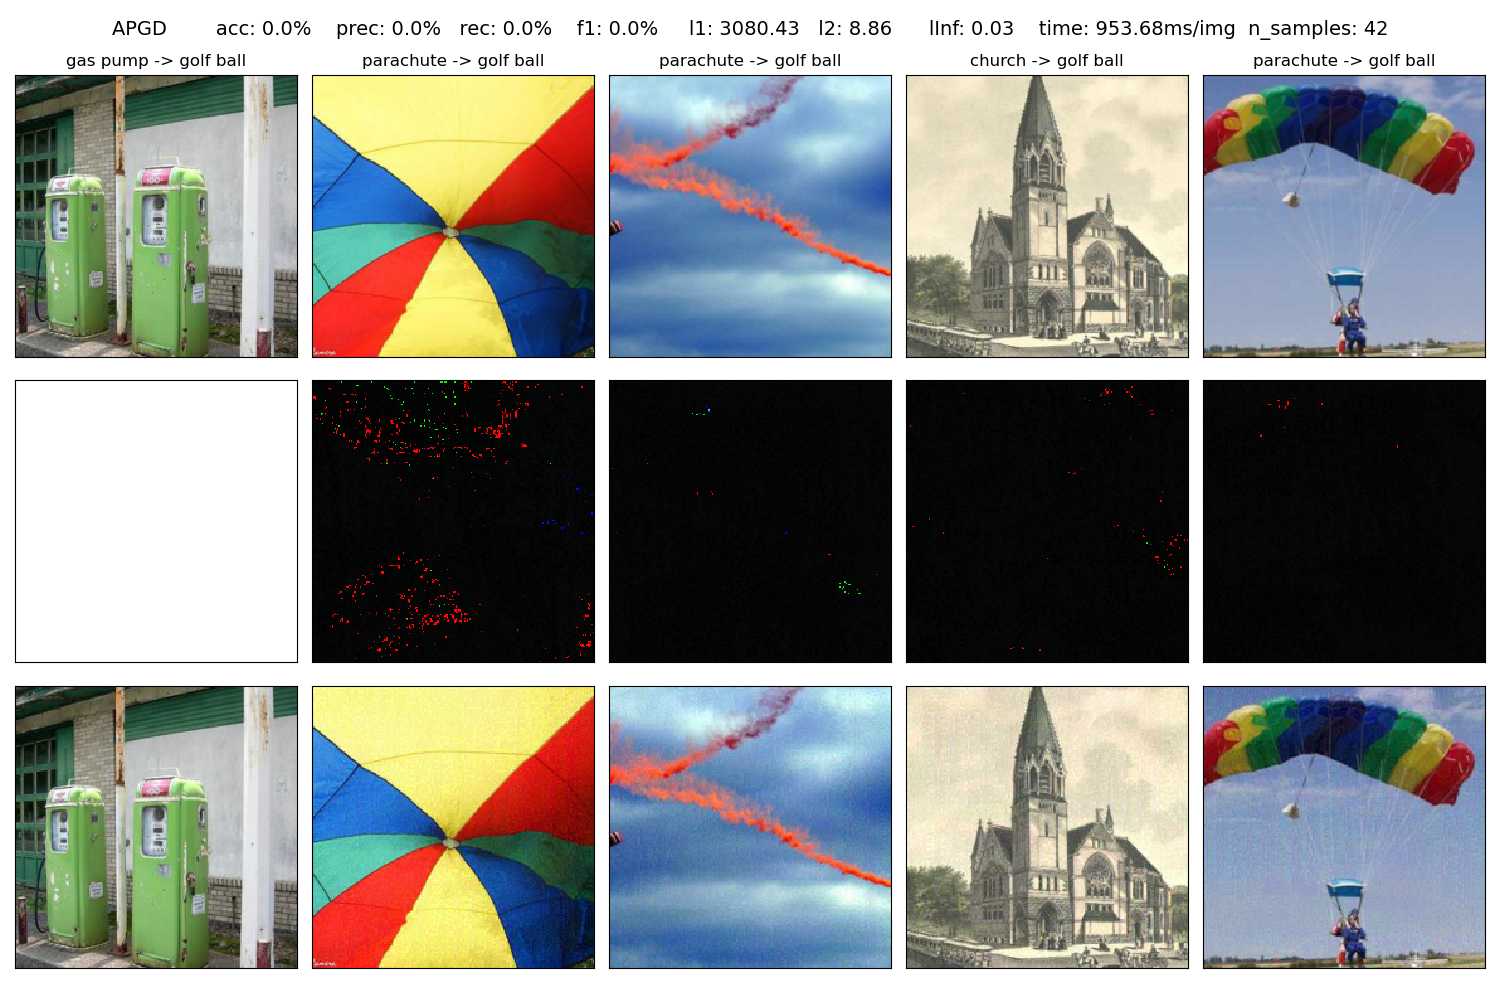 APGD acc: 0.0% prec: 0.0% rec: 0.0% f1: 0.0% l1: 3080.43 l2: 8.86 lInf: 0.03 time: 953.68ms/img n_samples: 42
gas pump -> golf ball
parachute -> golf ball
parachute -> golf ball
church -> golf ball
parachute -> golf ball